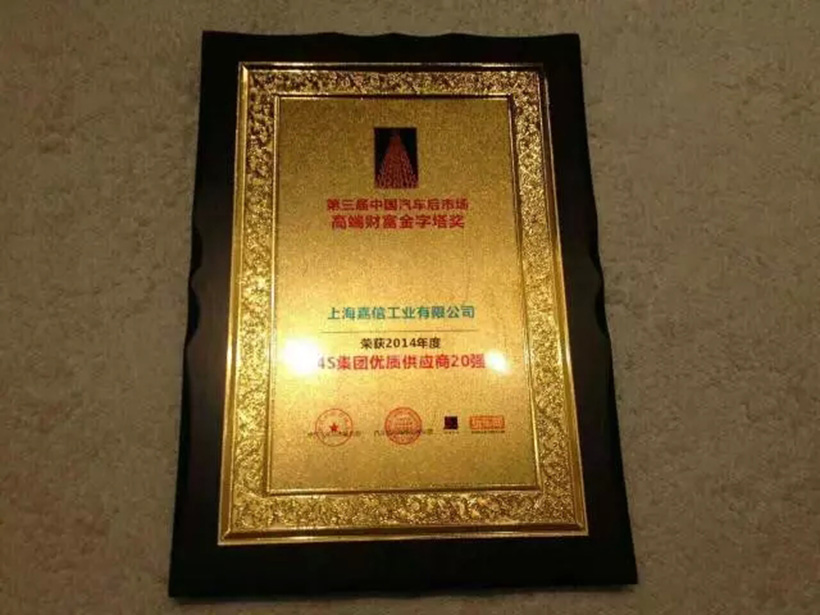 第三届中国汽车后市场
高端财富金字塔奖
上海嘉信工业有限公司
荣获2014年度
4S集团优质供应商20强